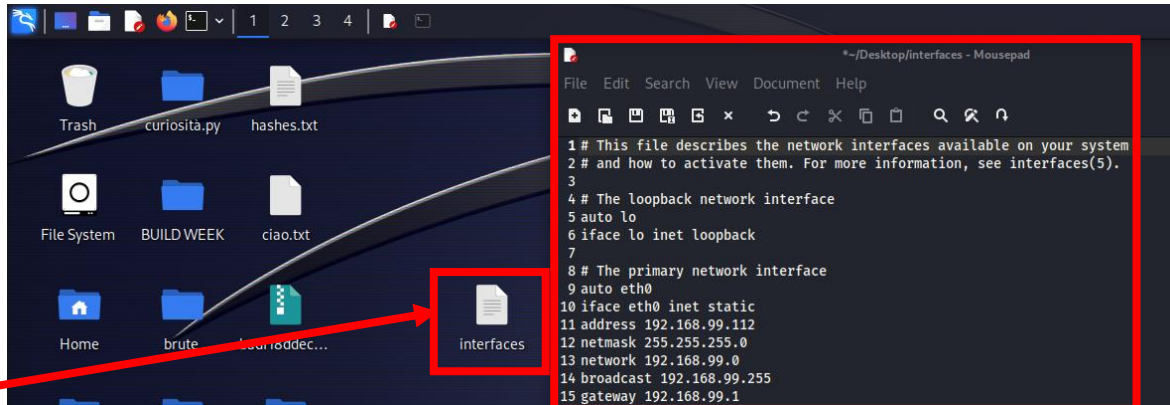 1 2 3 4
Trash
curiosità.py
hashes.txt
File System
BUILD WEEK
ciao.txt
Home
brute
interfaces
*~/Desktop/interfaces - Mousepad
File Edit Search View Document Help
1 # This file describes the network interfaces available on your system
2 # and how to activate them. For more information, see interfaces(5).
3
4 # The loopback network interface
5 auto lo
6 iface lo inet loopback
7
8 # The primary network interface
9 auto eth0
10 iface eth0 inet static
11 address 192.168.99.112
12 netmask 255.255.255.0
13 network 192.168.99.0
14 broadcast 192.168.99.255
15 gateway 192.168.99.1